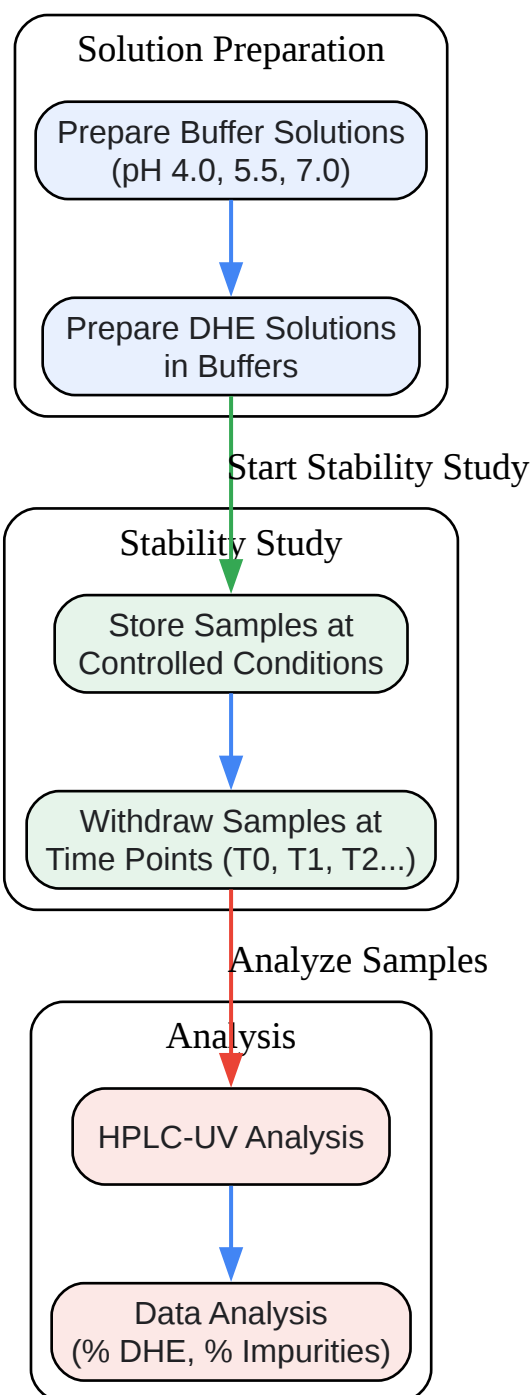 Solution Preparation
Prepare Buffer Solutions
(pH 4.0, 5.5, 7.0)
Prepare DHE Solutions
in Buffers
Start Stability Study
Stability Study
Store Samples at
Controlled Conditions
Withdraw Samples at
Time Points (T0, T1, T2...)
Analyze Samples
Analysis
HPLC-UV Analysis
Data Analysis
(% DHE, % Impurities)